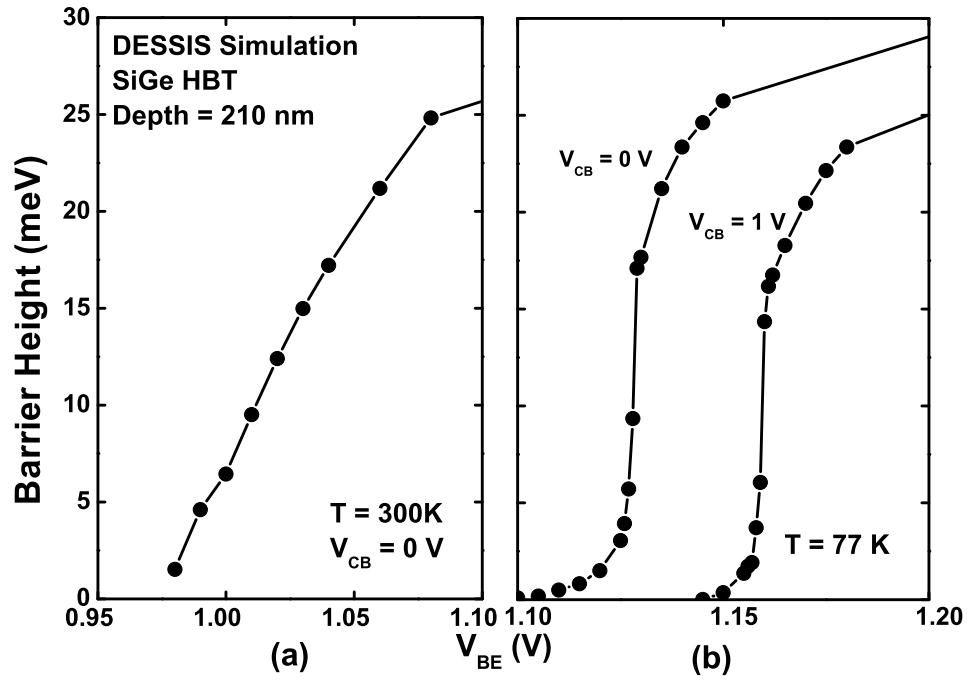 DESSIS Simulation
SiGe HBT
Depth = 210 nm
T = 300K
V_CB = 0 V
V_CB = 0 V
V_CB = 1 V
T = 77 K
Barrier Height (meV)
30
25
20
15
10
5
0
0.95 1.00 1.05 1.10
1.10 1.15 1.20
V_BE (V)
(a) (b)